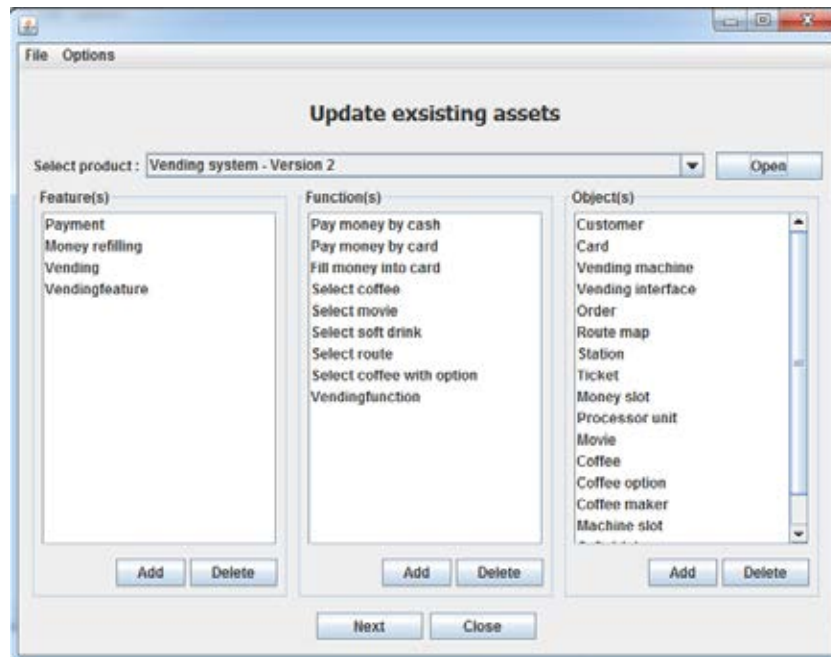 File Options
Update exsisting assets
Select product : Vending system - Version 2 Open
Feature(s)
Payment
Money refilling
Vending
Vendingfeature
Add Delete
Function(s)
Pay money by cash
Pay money by card
Fill money into card
Select coffee
Select movie
Select soft drink
Select route
Select coffee with option
Vendingfunction
Add Delete
Object(s)
Customer
Card
Vending machine
Vending interface
Order
Route map
Station
Ticket
Money slot
Processor unit
Movie
Coffee
Coffee option
Coffee maker
Machine slot
Add Delete
Next Close